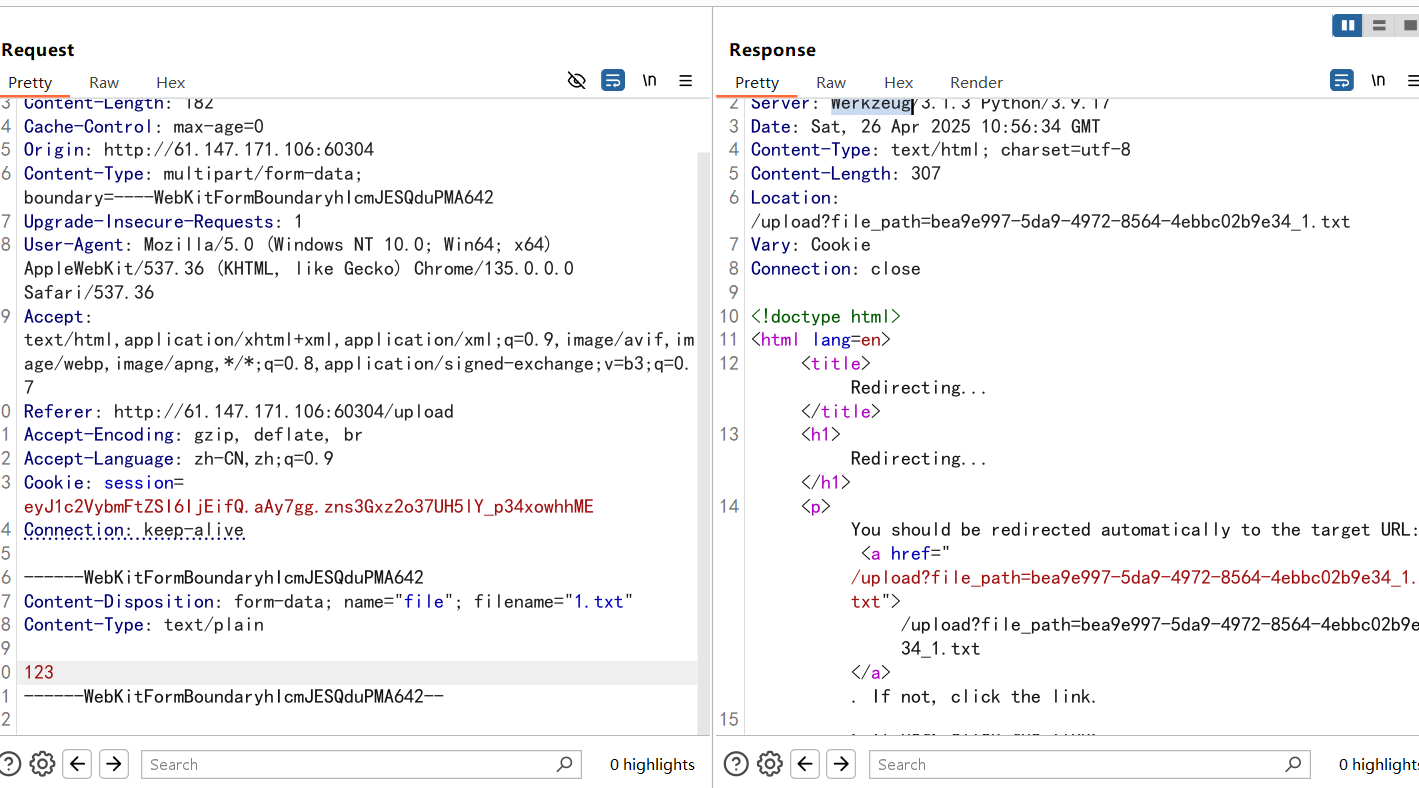 Request
Pretty Raw Hex
\n
3 Content-Length: 182
4 Cache-Control: max-age=0
5 Origin: http://61.147.171.106:60304
6 Content-Type: multipart/form-data;
boundary=----WebKitFormBoundaryhIcmJESQduPMA642
7 Upgrade-Insecure-Requests: 1
8 User-Agent: Mozilla/5.0 (Windows NT 10.0; Win64; x64)
AppleWebKit/537.36 (KHTML, like Gecko) Chrome/135.0.0.0
Safari/537.36
9 Accept:
text/html,application/xhtml+xml,application/xml;q=0.9,image/avif,im
age/webp,image/apng,*/*;q=0.8,application/signed-exchange;v=b3;q=0.
7
0 Referer: http://61.147.171.106:60304/upload
1 Accept-Encoding: gzip, deflate, br
2 Accept-Language: zh-CN,zh;q=0.9
3 Cookie: session=
eyJ1c2VybmFtZSI6IjEifQ.aAy7gg.zns3Gxz2o37UH5lY_p34xowhhME
4 Connection: keep-alive
5
6 ------WebKitFormBoundaryhIcmJESQduPMA642
7 Content-Disposition: form-data; name="file"; filename="1.txt"
8 Content-Type: text/plain
9
0 123
1 ------WebKitFormBoundaryhIcmJESQduPMA642--
2
Search
0 highlights
Response
Pretty Raw Hex Render
\n
2 Server: Werkzeug/3.1.3 Python/3.9.17
3 Date: Sat, 26 Apr 2025 10:56:34 GMT
4 Content-Type: text/html; charset=utf-8
5 Content-Length: 307
6 Location:
/upload?file_path=bea9e997-5da9-4972-8564-4ebbc02b9e34_1.txt
7 Vary: Cookie
8 Connection: close
9
10 <!doctype html>
11 <html lang=en>
12 <title>
Redirecting...
</title>
13 <h1>
Redirecting...
</h1>
14 <p>
You should be redirected automatically to the target URL:
<a href="
/upload?file_path=bea9e997-5da9-4972-8564-4ebbc02b9e34_1.
txt">
/upload?file_path=bea9e997-5da9-4972-8564-4ebbc02b9e
34_1.txt
</a>
. If not, click the link.
15
Search
0 highlights